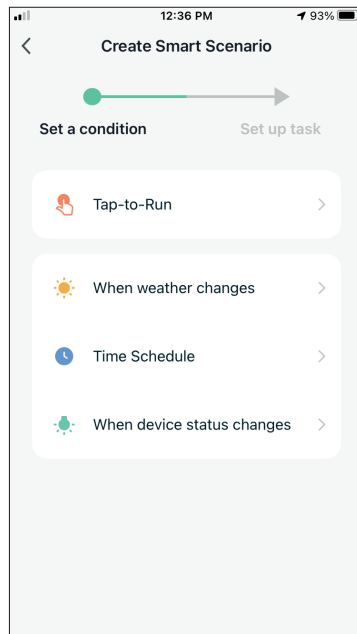 12:36 PM
93%
Create Smart Scenario
Set a condition
Set up task
Tap-to-Run
When weather changes
Time Schedule
When device status changes